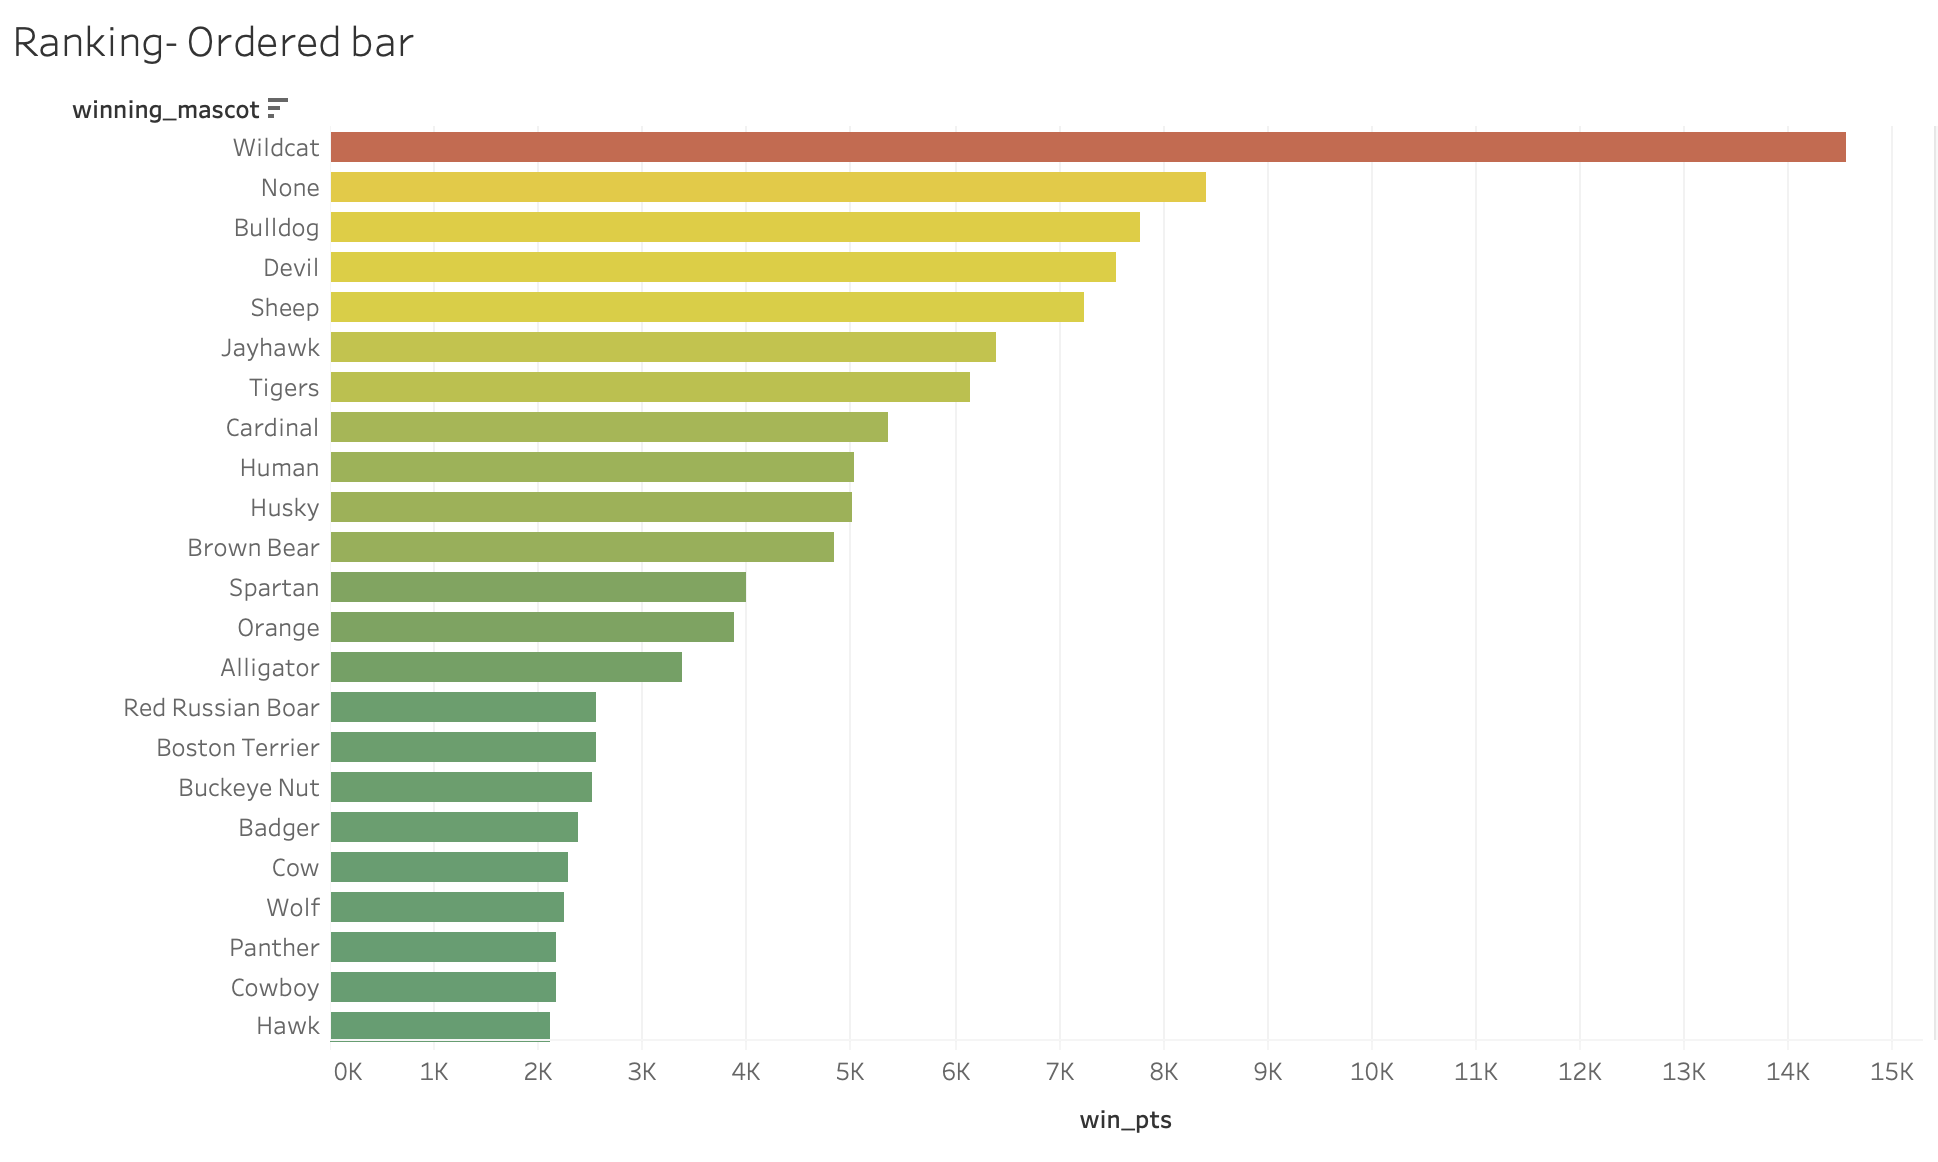 Ranking- Ordered bar
winning_mascot
Wildcat
None
Bulldog
Devil
Sheep
Jayhawk
Tigers
Cardinal
Human
Husky
Brown Bear
Spartan
Orange
Alligator
Red Russian Boar
Boston Terrier
Buckeye Nut
Badger
Cow
Wolf
Panther
Cowboy
Hawk
0K 1K 2K 3K 4K 5K 6K 7K 8K 9K 10K 11K 12K 13K 14K 15K
win_pts